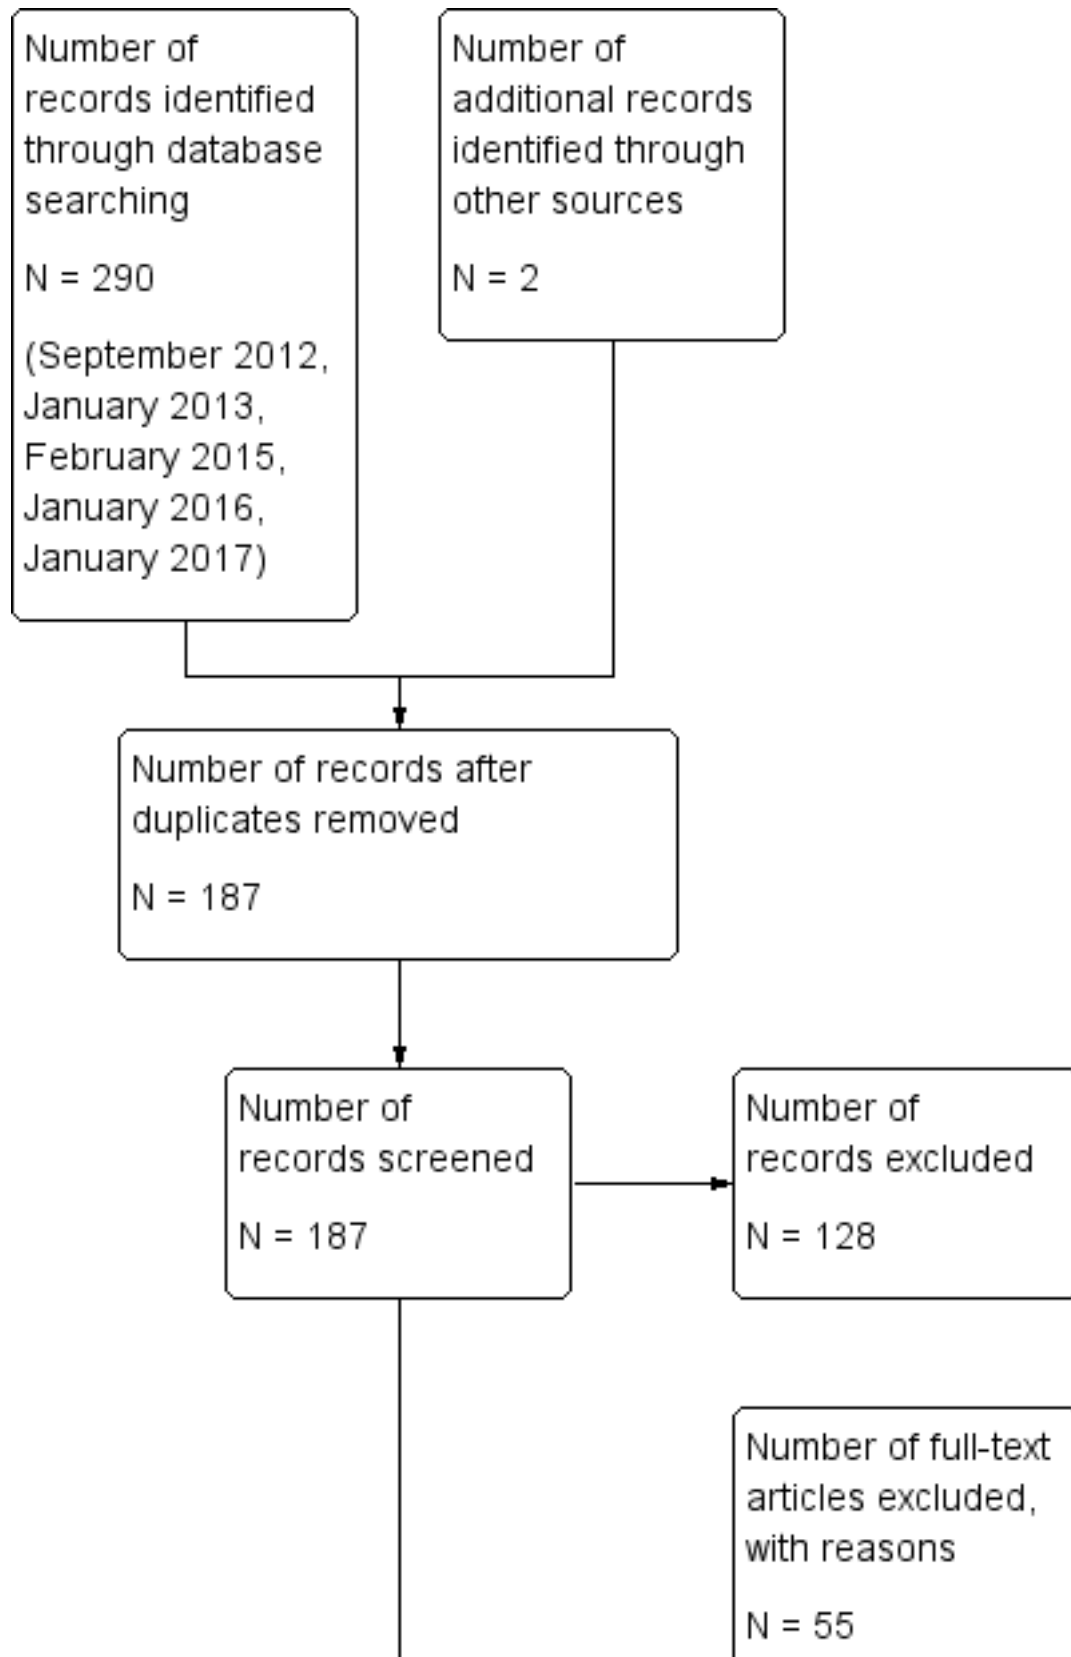 Number of
records identified
through database
searching
N = 290
(September 2012,
January 2013,
February 2015,
January 2016,
January 2017)
Number of
additional records
identified through
other sources
N = 2
Number of records after
duplicates removed
N = 187
Number of
records screened
N = 187
Number of
records excluded
N = 128
Number of full-text
articles excluded,
with reasons
N = 55